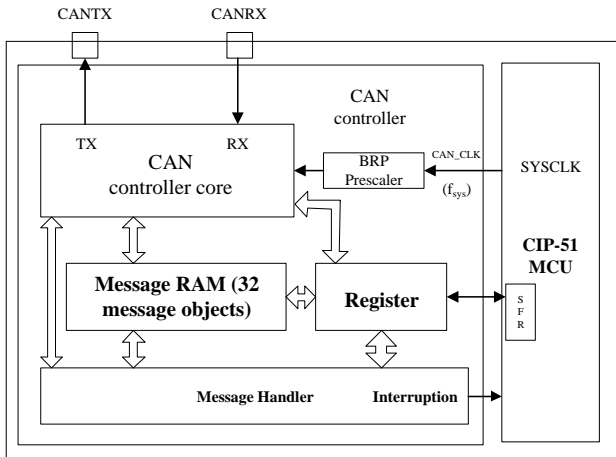 CANTX
CANRX
CAN
controller
TX
RX
CAN
controller core
BRP
Prescaler
CAN_CLK
(fsys)
SYSCLK
CIP-51
MCU
S
F
R
Message RAM (32
message objects)
Register
Message Handler
Interruption